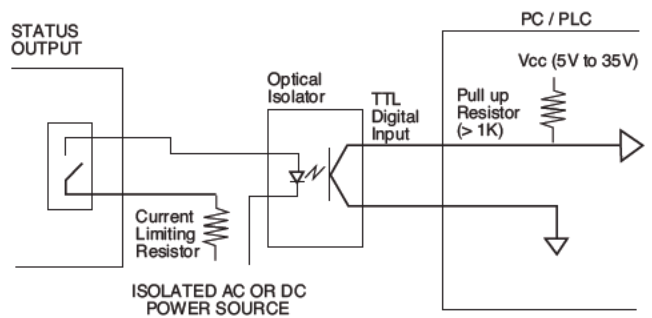 STATUS
OUTPUT
PC / PLC
Vcc (5V to 35V)
Optical
Isolator
TTL
Digital
Input
Pull up
Resistor
(> 1K)
Current
Limiting
Resistor
ISOLATED AC OR DC
POWER SOURCE